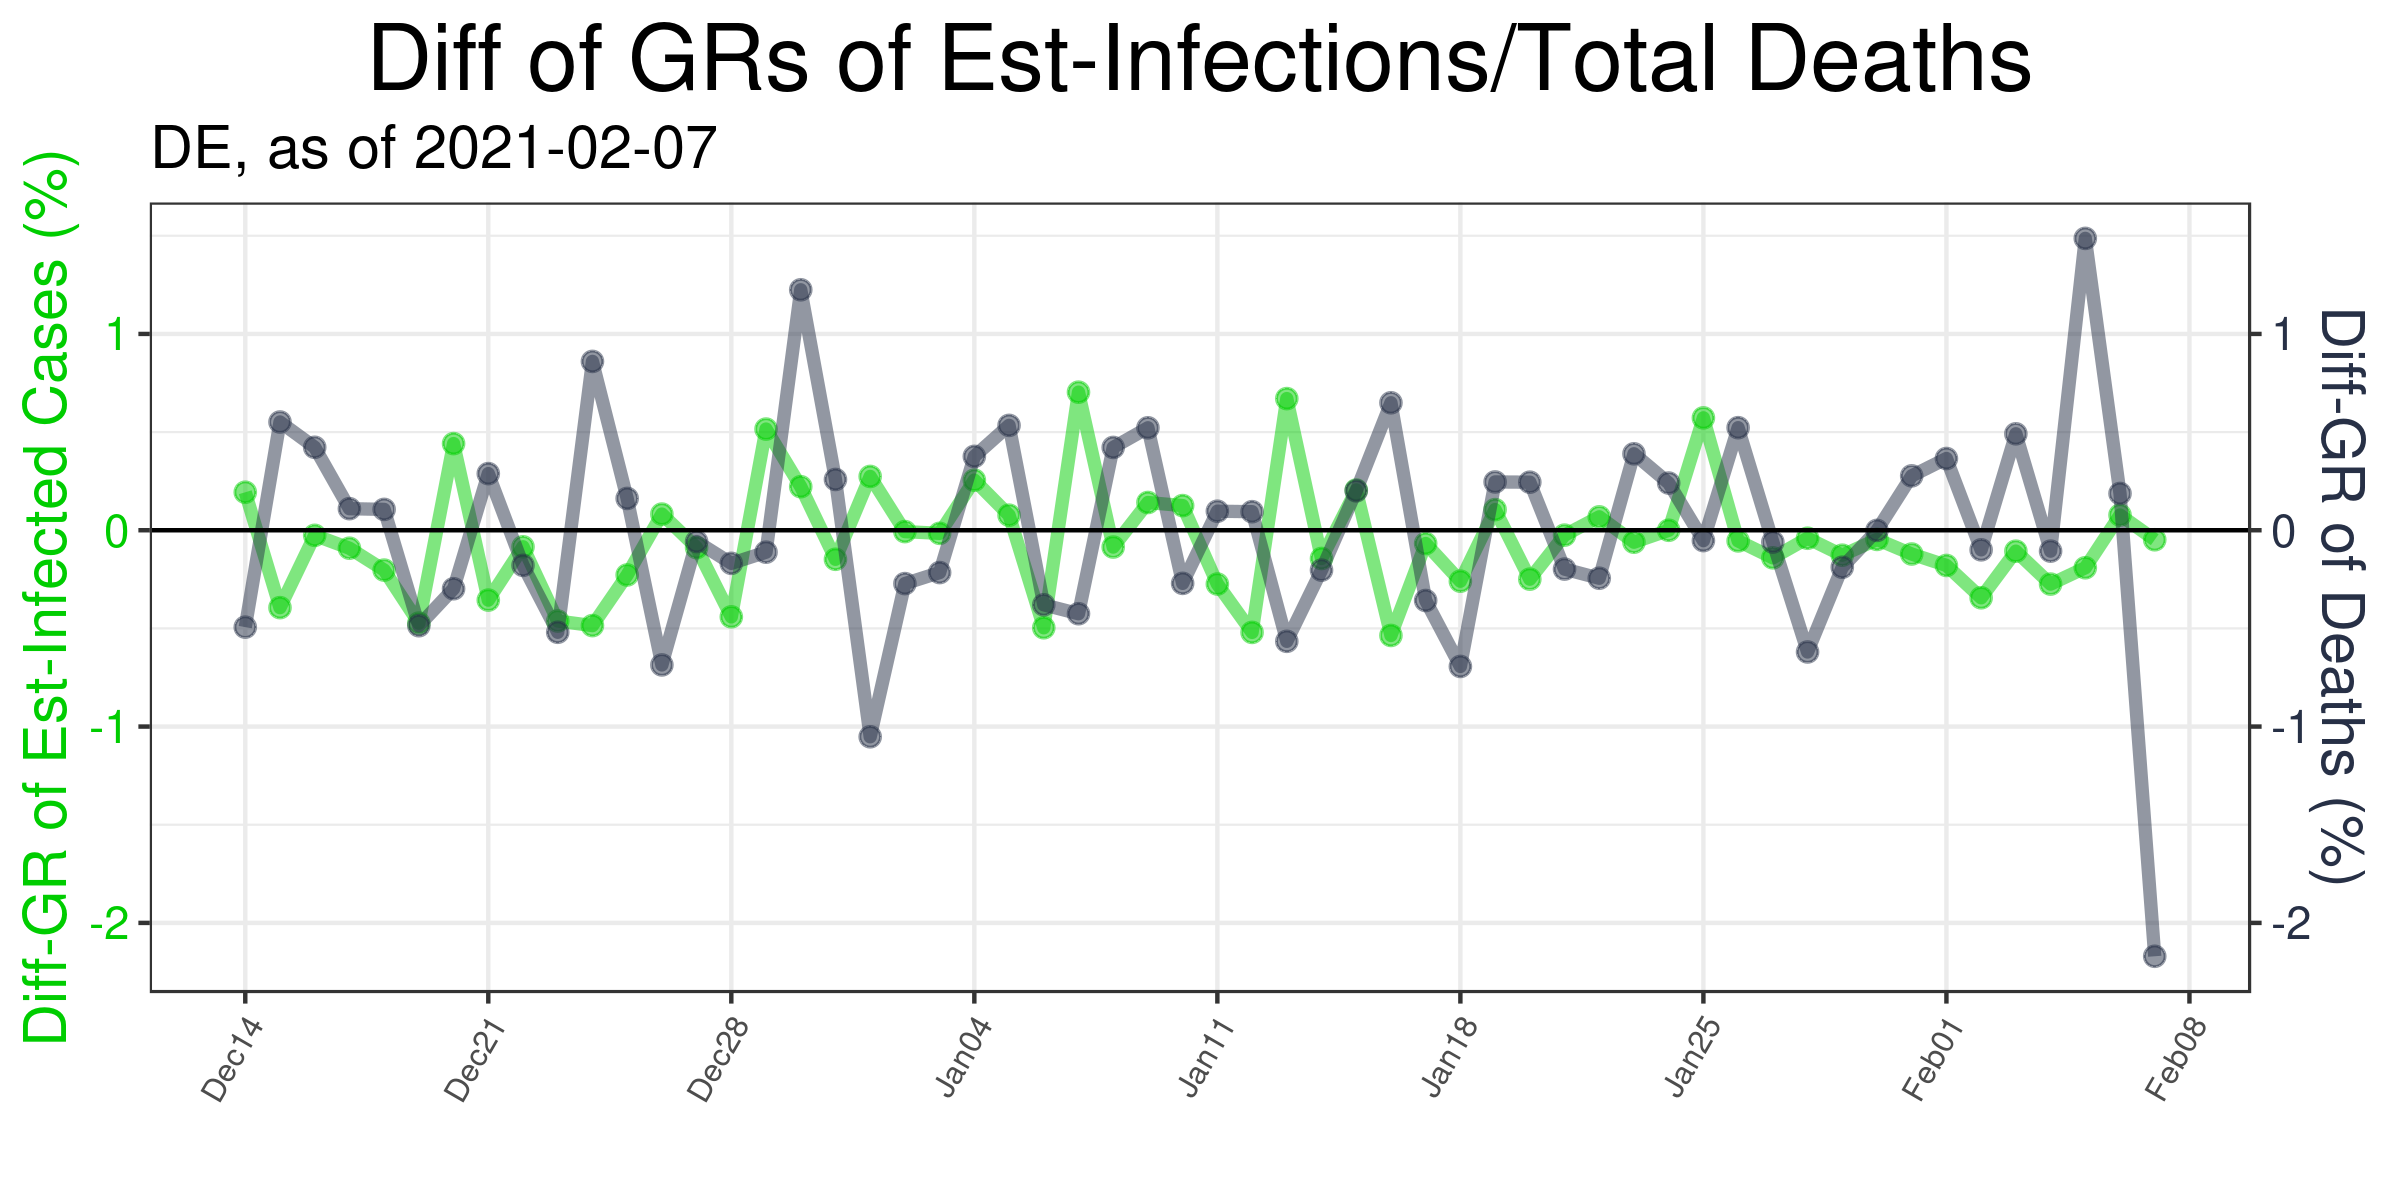 Diff of GRs of Est-Infections/Total Deaths
DE, as of 2021-02-07
Diff-GR of Est-Infected Cases (%)
1
0
-1
-2
1
0
-1
-2
Diff-GR of Deaths (%)
Dec14
Dec21
Dec28
Jan04
Jan11
Jan18
Jan25
Feb01
Feb08